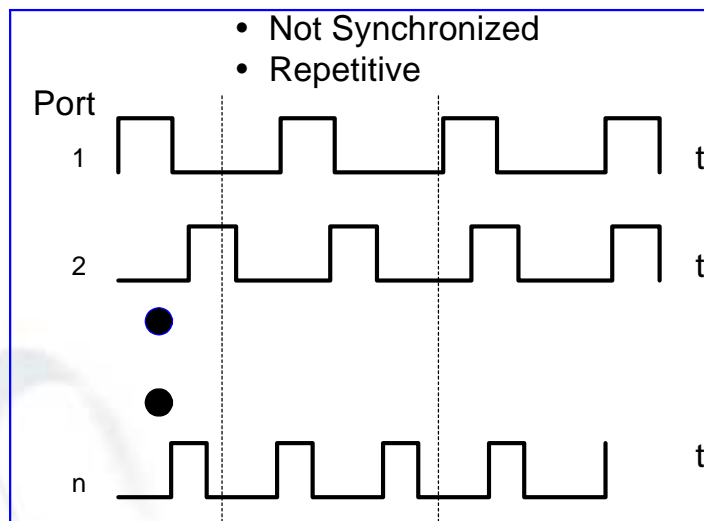 • Not Synchronized
• Repetitive
Port
1 t
2 t
n t